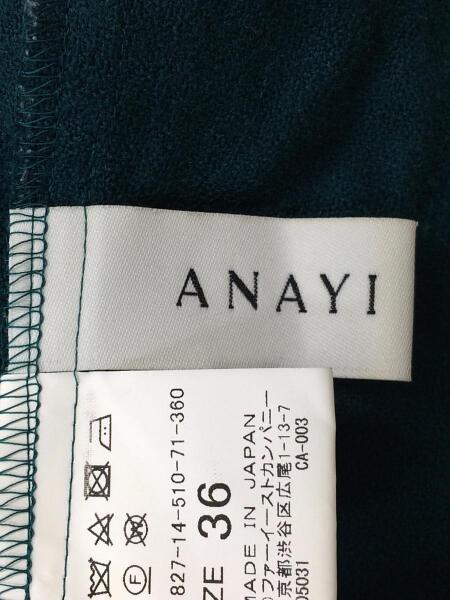 ANAYI
827-14-510-71-360
ZE 36
MADE IN JAPAN
ファーイーストカンパニー
京都渋谷区広尾1-13-7
05031
CA-003